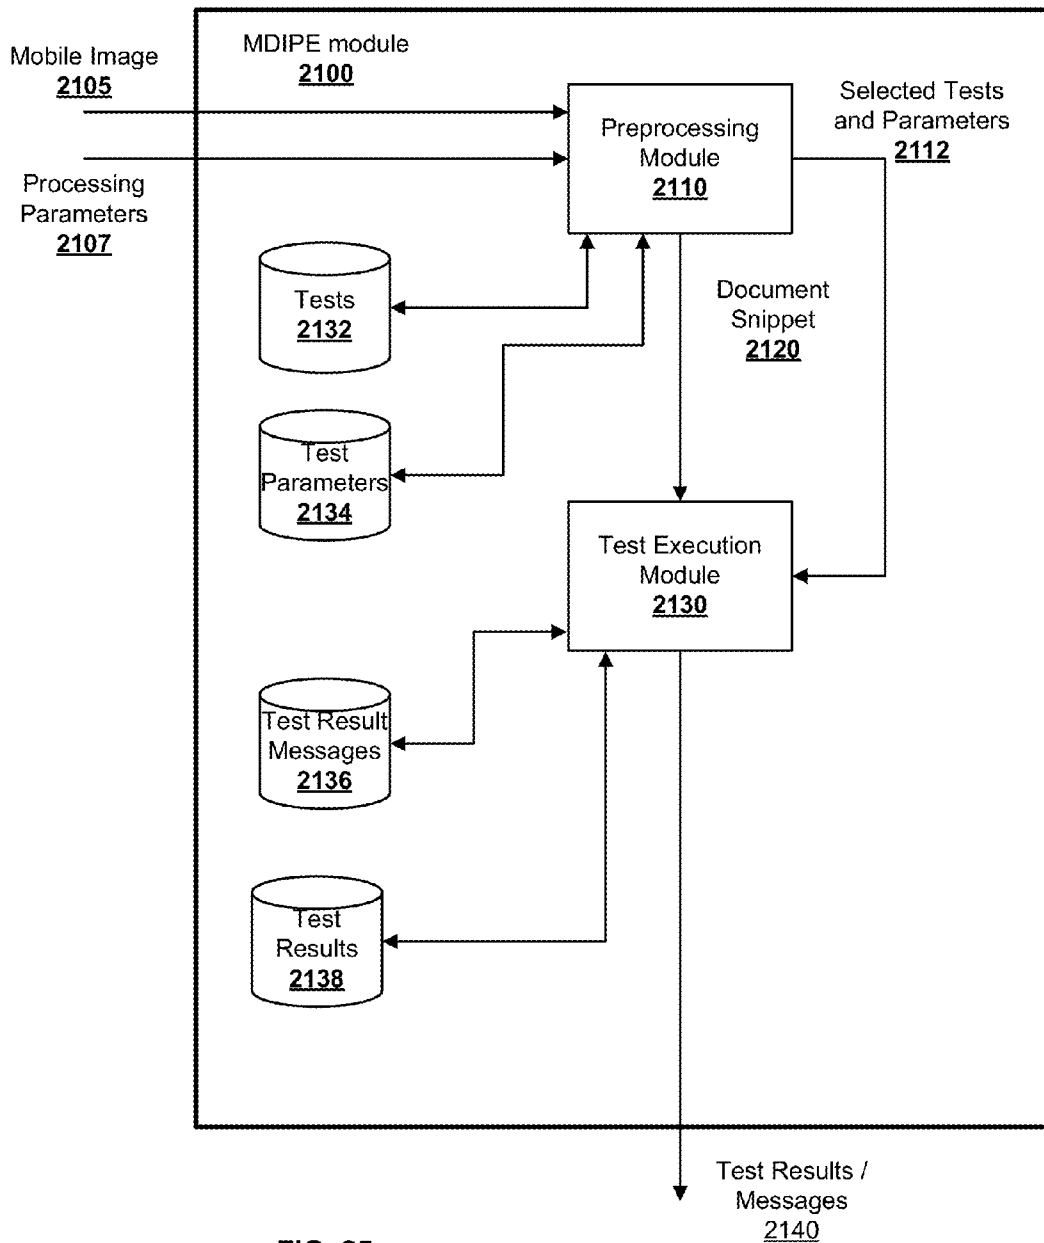 Mobile Image
2105
MDIPE module
2100
Processing
Parameters
2107
Preprocessing
Module
2110
Selected Tests
and Parameters
2112
Tests
2132
Document
Snippet
2120
Test
Parameters
2134
Test Execution
Module
2130
Test Result
Messages
2136
Test
Results
2138
Test Results /
Messages
2140